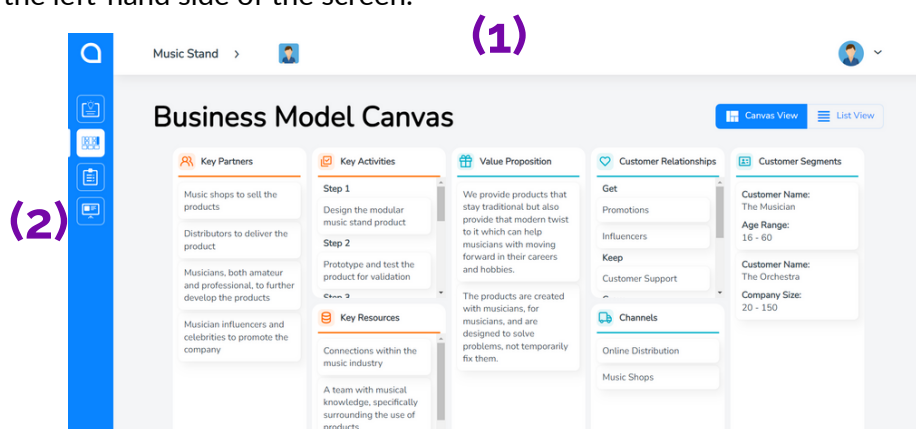 the left-hand side of the screen.
(1)
Music Stand >
(2)
Business Model Canvas
Canvas View
List View
Key Partners
Music shops to sell the
products
Distributors to deliver the
product
Musicians, both amateur
and professional, to further
develop the products
Musician influencers and
celebrities to promote the
company
Key Activities
Step 1
Design the modular
music stand product
Step 2
Prototype and test the
product for validation
Step 3
Key Resources
Connections within the
music industry
A team with musical
knowledge, specifically
surrounding the use of
products
Value Proposition
We provide products that
stay traditional but also
provide that modern twist
to it which can help
musicians with moving
forward in their careers
and hobbies.
The products are created
with musicians, for
musicians, and are
designed to solve
problems, not temporarily
fix them.
Customer Relationships
Get
Promotions
Influencers
Keep
Customer Support
Channels
Online Distribution
Music Shops
Customer Segments
Customer Name:
The Musician
Age Range:
16 - 60
Customer Name:
The Orchestra
Company Size:
20 - 150